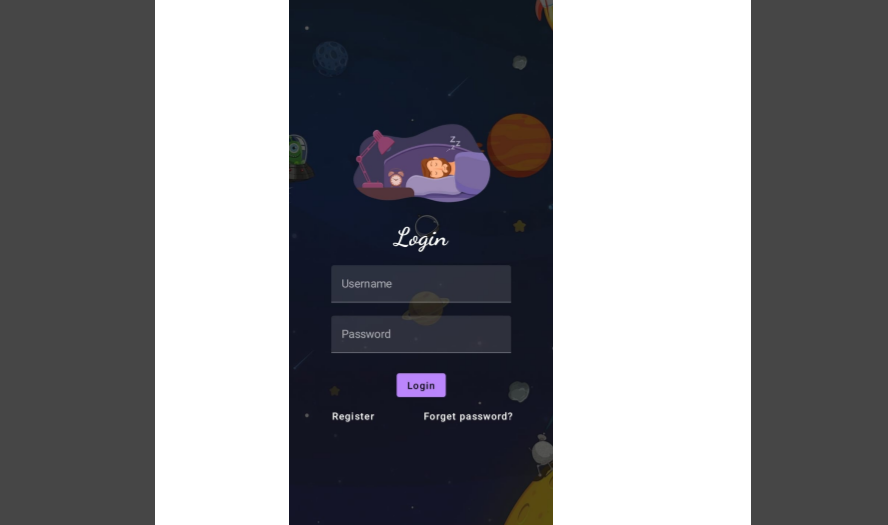 Z Z Z
Login
Username
Password
Login
Register Forget password?